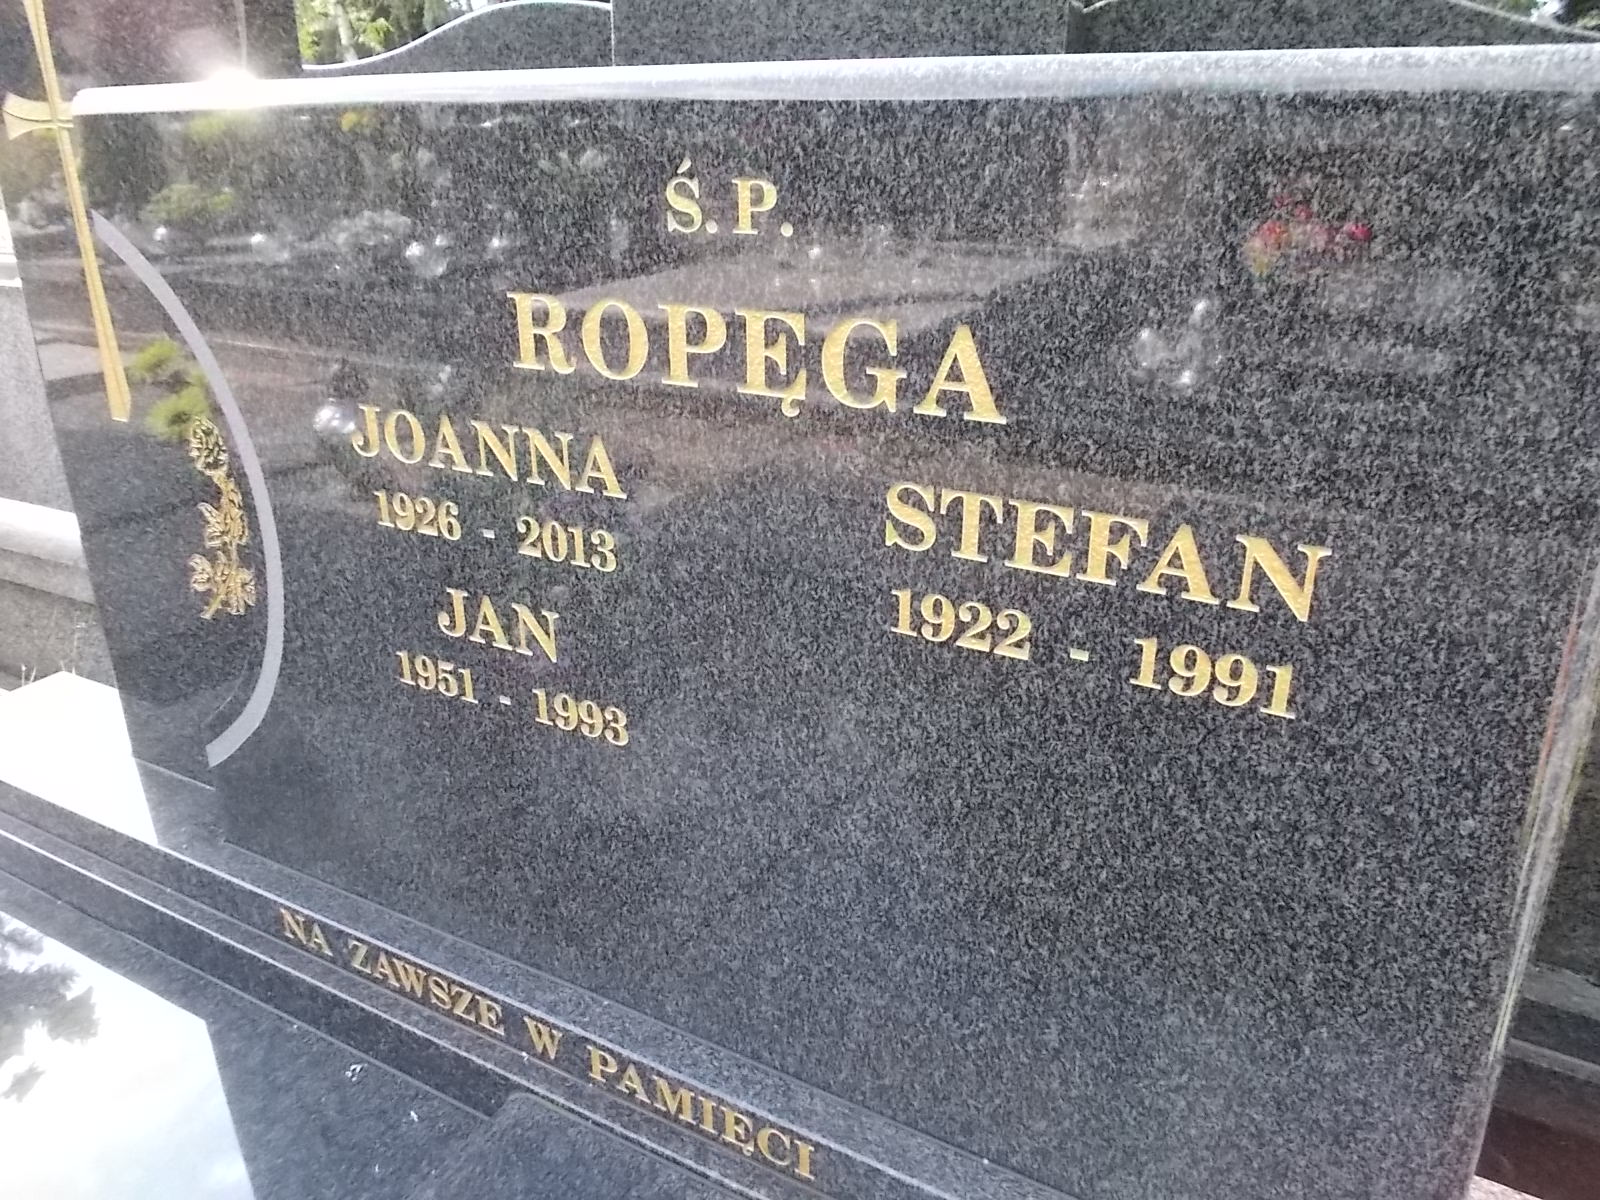 Ś.P.
ROPĘGA
JOANNA
1926 - 2013
JAN
1951 - 1993
STEFAN
1922 - 1991
NA ZAWSZE W PAMIĘCI